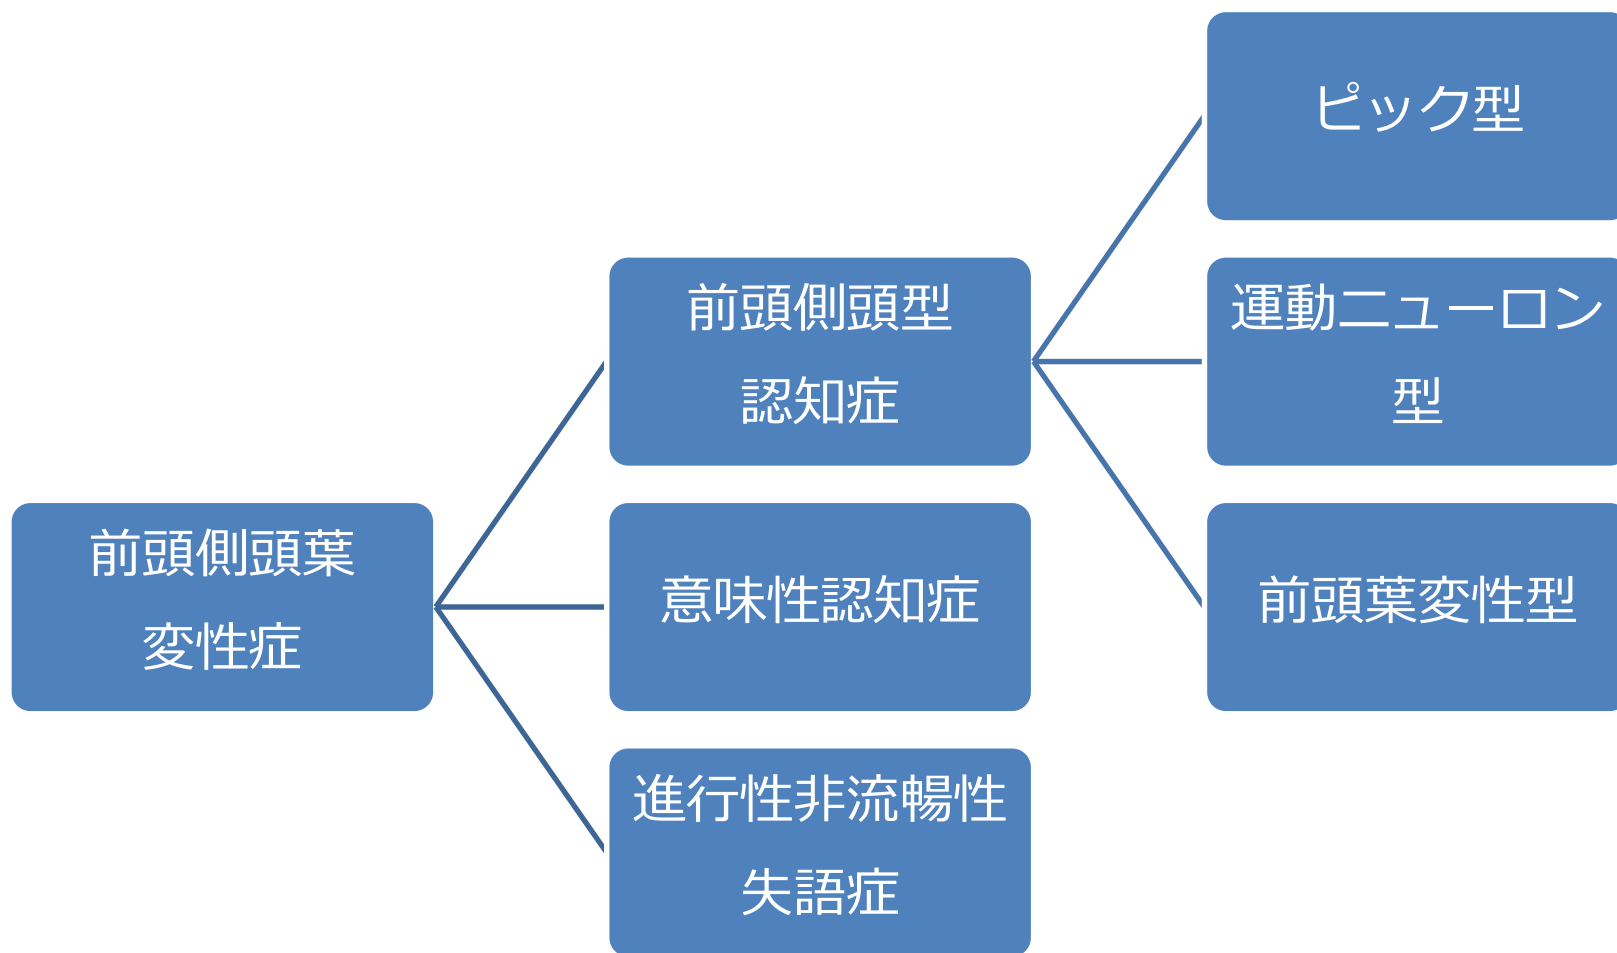 前頭側頭葉
変性症
前頭側頭型
認知症
意味性認知症
進行性非流暢性
失語症
ピック型
運動ニューロン
型
前頭葉変性型